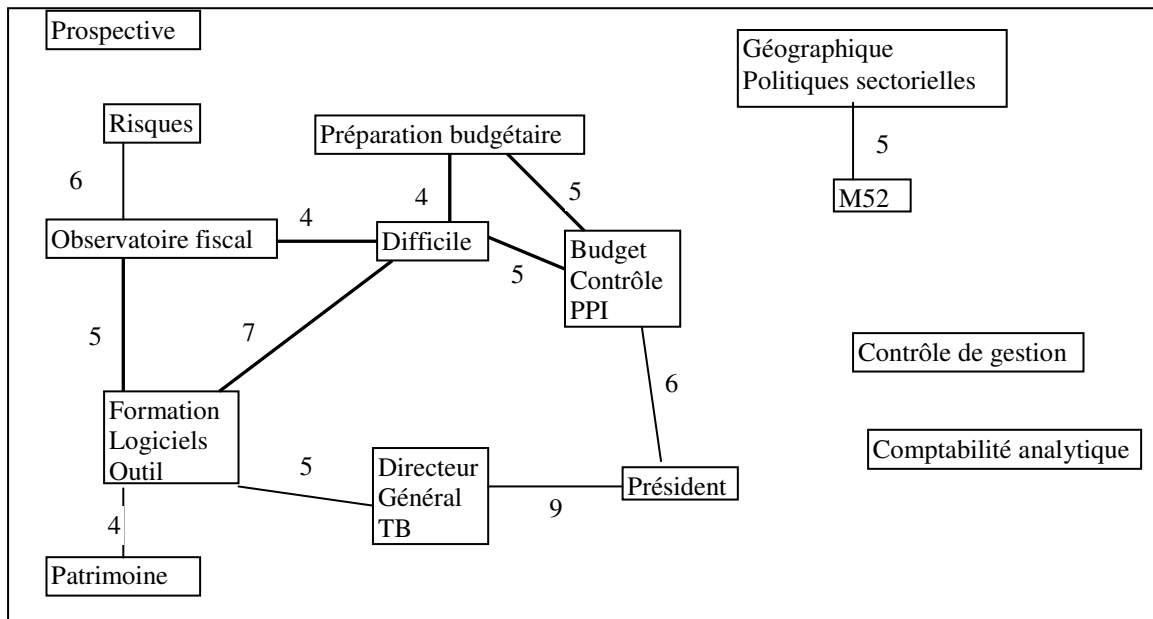 Prospective
Géographique
Politiques sectorielles
Risques
Préparation budgétaire
5
6
4
5
M52
Observatoire fiscal
4
Difficile
Budget
Contrôle
PPI
5
5
7
Contrôle de gestion
6
Formation
Logiciels
Outil
5
Directeur
Général
TB
9
Président
Comptabilité analytique
4
Patrimoine